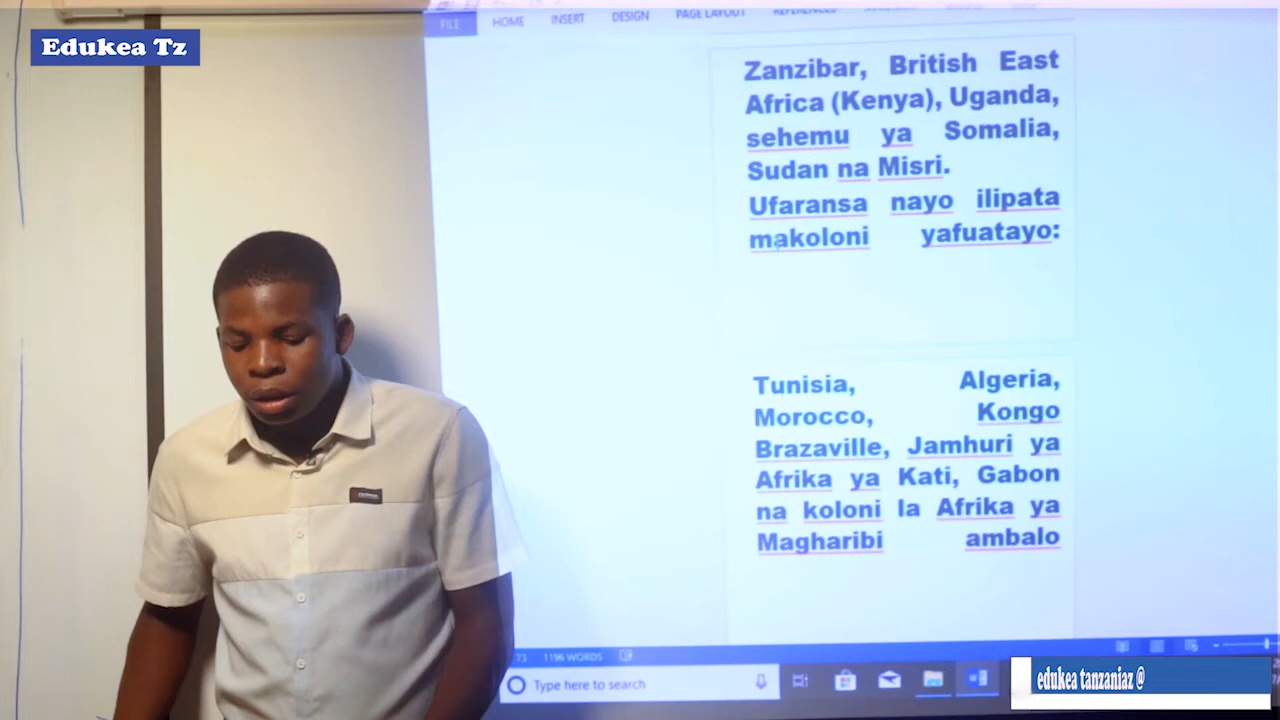 Edukea Tz
FILE HOME INSERT DESIGN PAGE LAYOUT REFERENCES
Zanzibar, British East
Africa (Kenya), Uganda,
sehemu ya Somalia,
Sudan na Misri.
Ufaransa nayo ilipata
makoloni yafuatayo:
Tunisia, Algeria,
Morocco, Kongo
Brazaville, Jamhuri ya
Afrika ya Kati, Gabon
na koloni la Afrika ya
Magharibi ambalo
73 1196 WORDS
Type here to search
edukea tanzaniaz @